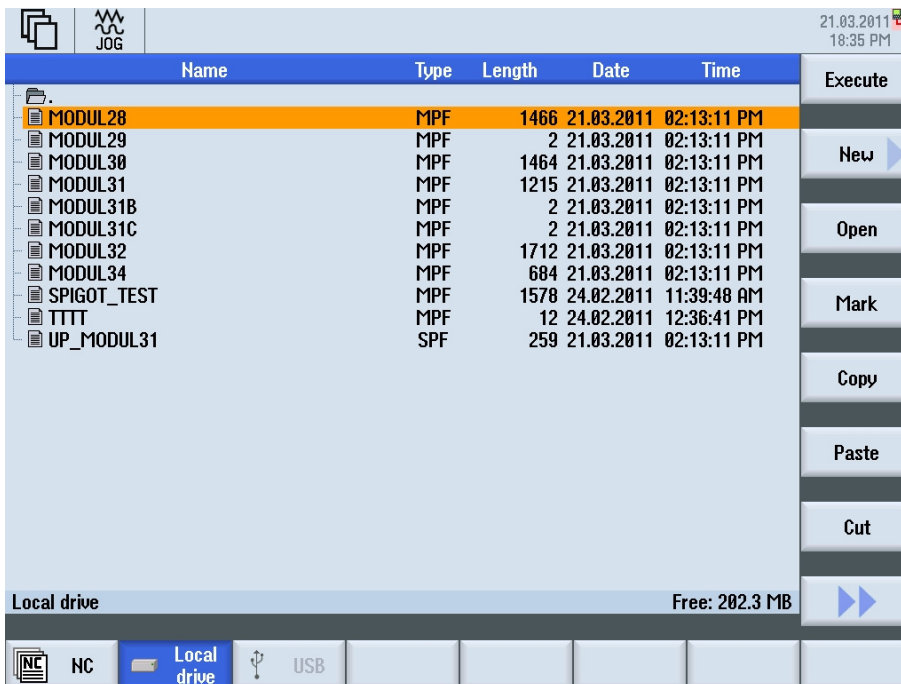 JOG
21.03.2011
18:35 PM
Name Type Length Date Time
.
MODUL28 MPF 1466 21.03.2011 02:13:11 PM
MODUL29 MPF 2 21.03.2011 02:13:11 PM
MODUL30 MPF 1464 21.03.2011 02:13:11 PM
MODUL31 MPF 1215 21.03.2011 02:13:11 PM
MODUL31B MPF 2 21.03.2011 02:13:11 PM
MODUL31C MPF 2 21.03.2011 02:13:11 PM
MODUL32 MPF 1712 21.03.2011 02:13:11 PM
MODUL34 MPF 684 21.03.2011 02:13:11 PM
SPIGOT_TEST MPF 1578 24.02.2011 11:39:48 AM
TTTT MPF 12 24.02.2011 12:36:41 PM
UP_MODUL31 SPF 259 21.03.2011 02:13:11 PM
Local drive Free: 202.3 MB
Execute
New
Open
Mark
Copy
Paste
Cut
NC NC Local drive USB